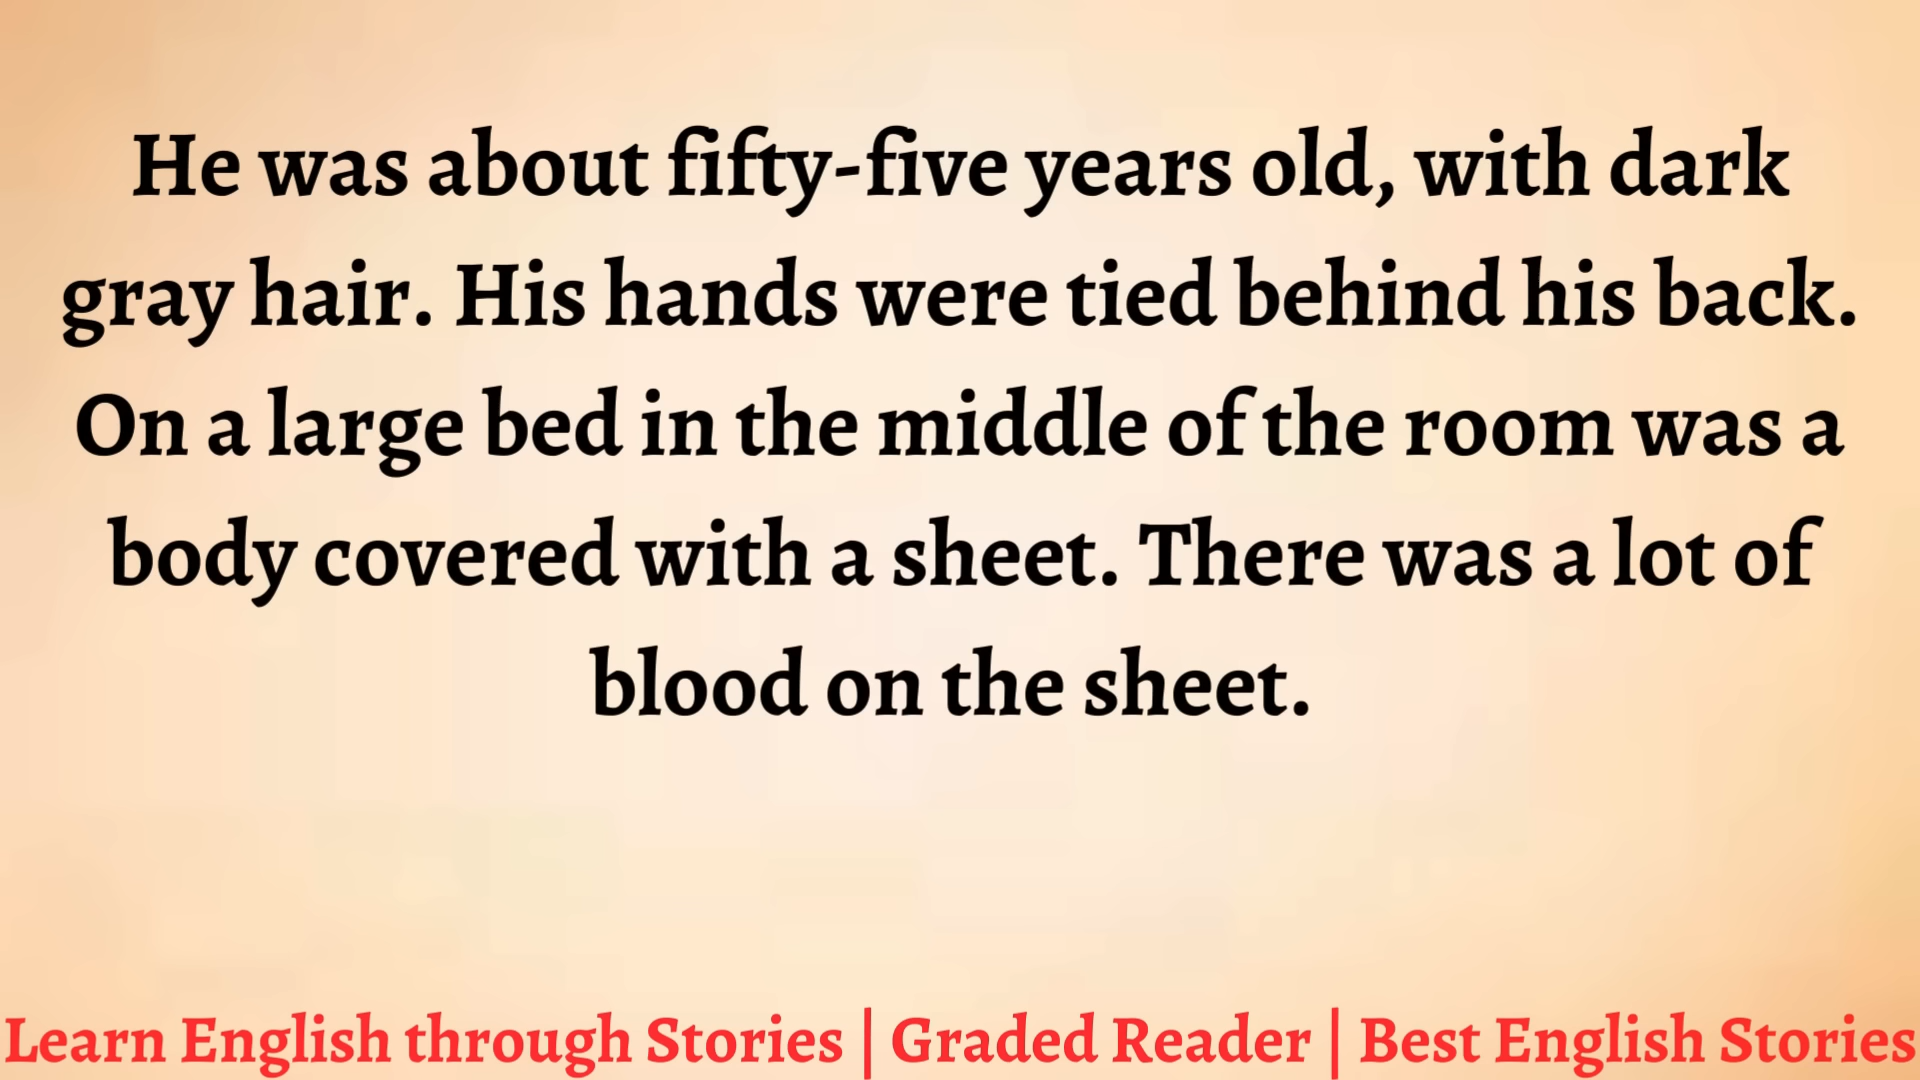 He was about fifty-five years old, with dark
gray hair. His hands were tied behind his back.
On a large bed in the middle of the room was a
body covered with a sheet. There was a lot of
blood on the sheet.
Learn English through Stories | Graded Reader | Best English Stories